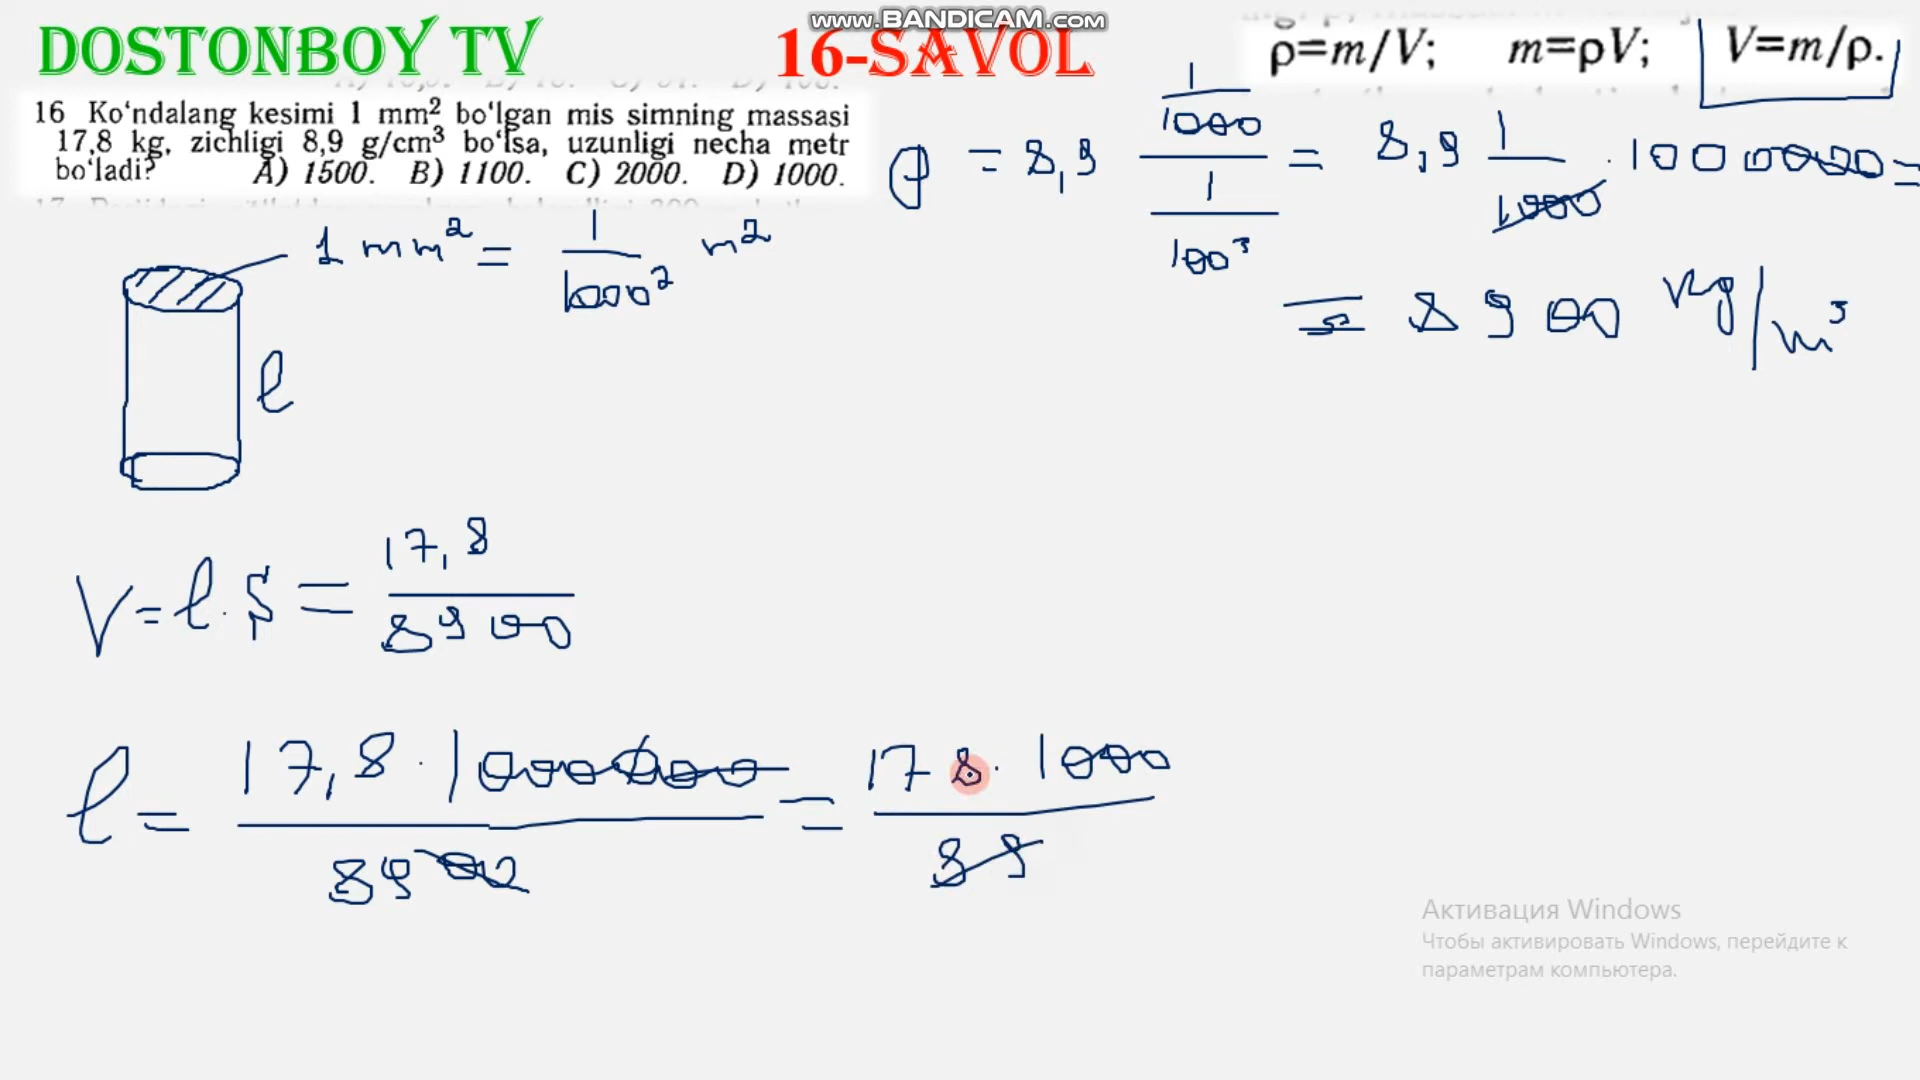 www.BANDICAM.com
DOSTONBOY TV
16-SAVOL
ρ=m/V; m=ρV; V=m/ρ.
16 Ko‘ndalang kesimi 1 mm² bo‘lgan mis simning massasi
17,8 kg, zichligi 8,9 g/cm³ bo‘lsa, uzunligi necha metr
bo‘ladi? A) 1500. B) 1100. C) 2000. D) 1000.
ρ = 8,9 (1/1000)/(1/100³) = 8,9 1/1000 · 1000000 =
= 8900 kg/m³
1 mm² = 1/1000² m²
l
V = l · S = 17,8/8900
l = 17,8 · 1000000/8900 = 178 · 1000/89
Активация Windows
Чтобы активировать Windows, перейдите к
параметрам компьютера.